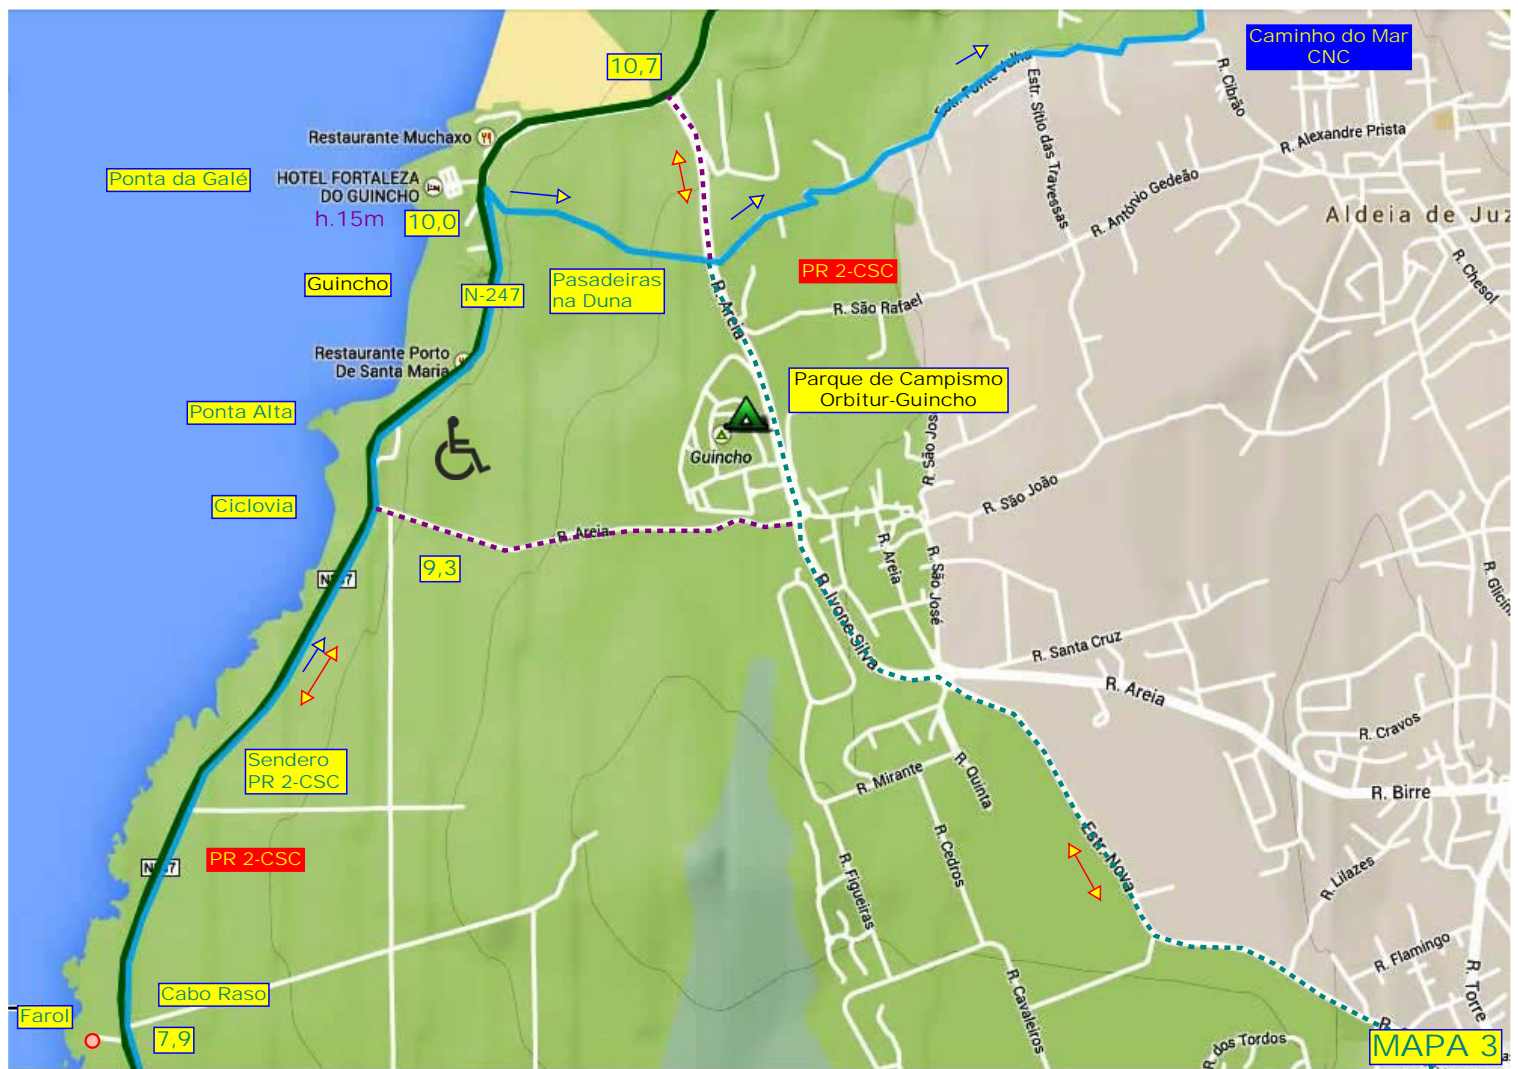 Caminho do Mar
CNC
10,7
Estr. Ponte Velha
R. Cibrão
Estr. Sítio das Travessas
R. Alexandre Prista
Restaurante Muchaxo
Ponta da Galé
HOTEL FORTALEZA
DO GUINCHO
h.15m
10,0
R. António Gedeão
Aldeia de Juz
Guincho
N-247
Pasadeiras
na Duna
PR 2-CSC
R. Areia
R. São Rafael
R. Chesol
Restaurante Porto
De Santa Maria
Parque de Campismo
Orbitur-Guincho
Ponta Alta
Guincho
R. São Jos
Ciclovia
R. São João
R. Areia
9,3
R. Areia
R. São José
R. Ivone Silva
R. Santa Cruz
R. Areia
R. Cravos
Sendero
PR 2-CSC
R. Mirante
R. Quinta
R. Birre
PR 2-CSC
R. Cedros
R. Figueiras
Estr. Nova
R. Lilazes
R. Flamingo
R. Torre
Cabo Raso
Farol
7,9
R. Cavaleiros
R. dos Tordos
MAPA 3